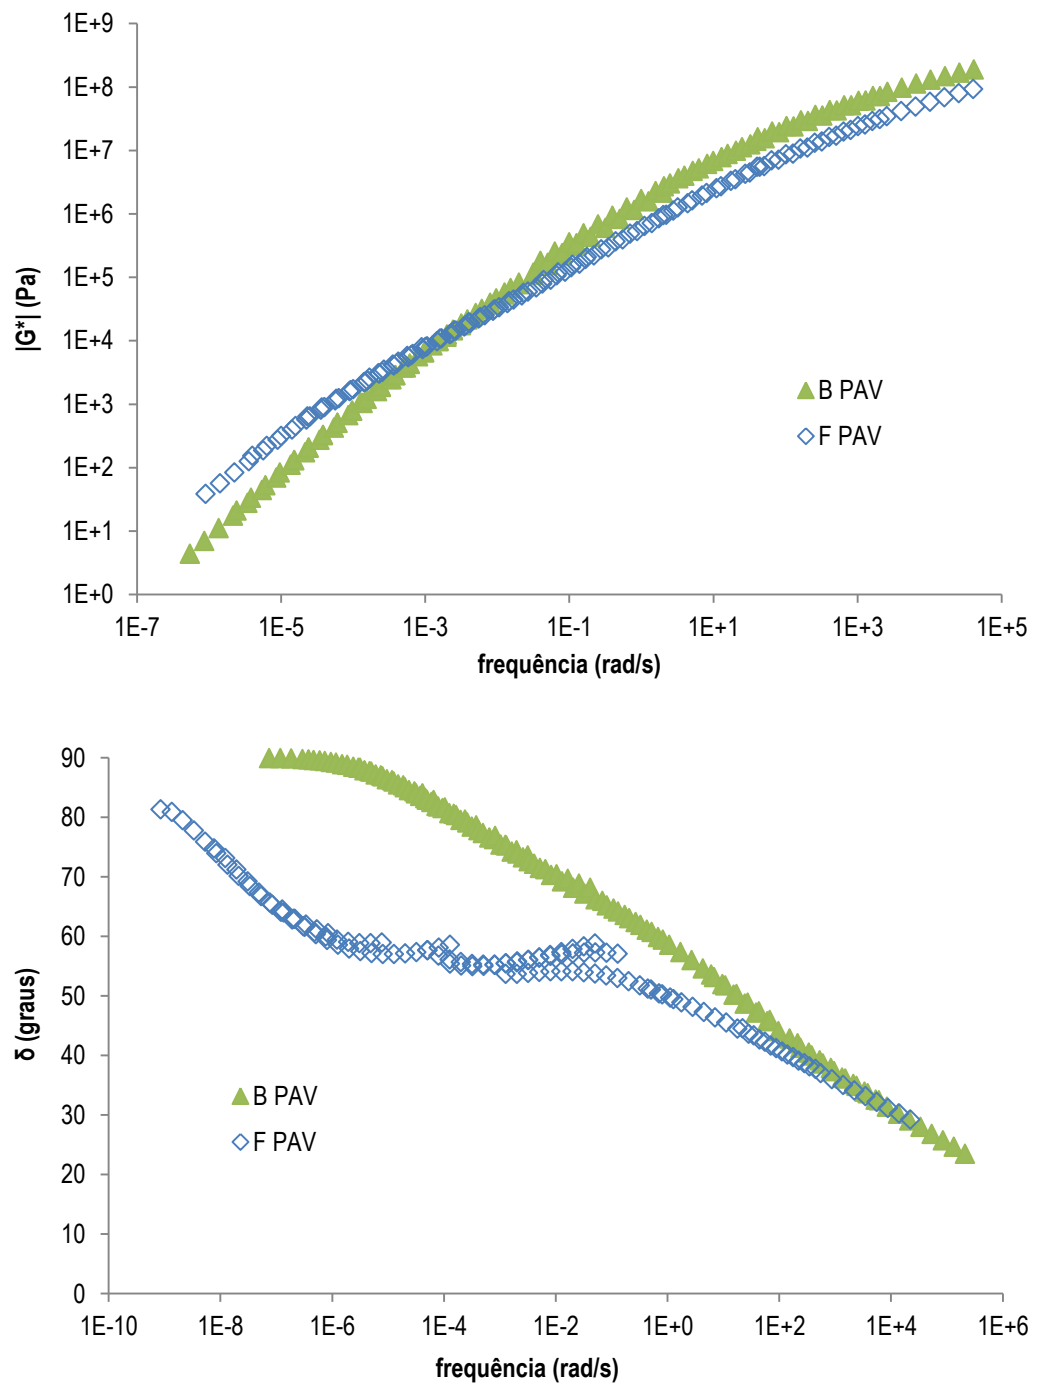 1E+9
1E+8
1E+7
1E+6
1E+5
1E+4
1E+3
1E+2
1E+1
1E+0
|G*| (Pa)
B PAV
F PAV
1E-7 1E-5 1E-3 1E-1 1E+1 1E+3 1E+5
frequência (rad/s)
90
80
70
60
50
40
30
20
10
0
δ (graus)
B PAV
F PAV
1E-10 1E-8 1E-6 1E-4 1E-2 1E+0 1E+2 1E+4 1E+6
frequência (rad/s)